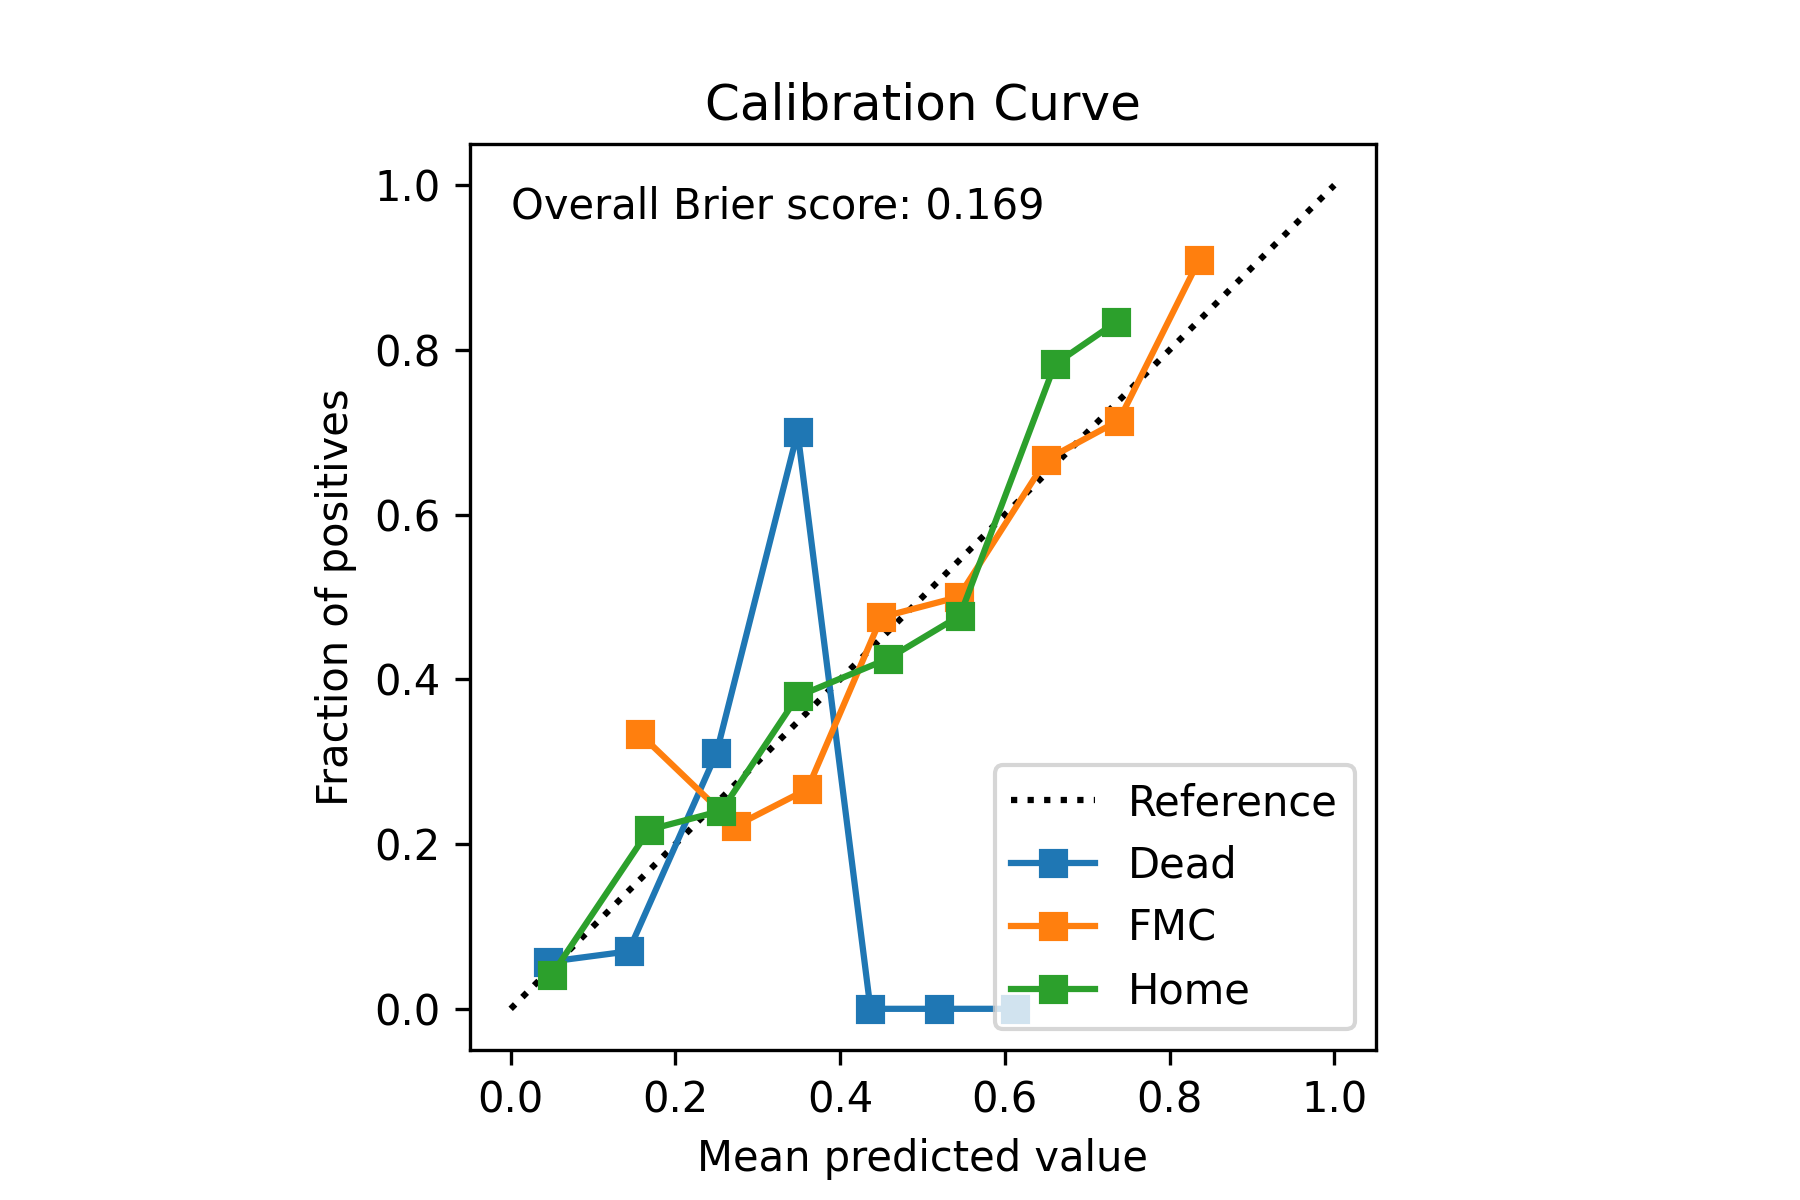 Calibration Curve
Overall Brier score: 0.169
Fraction of positives
1.0
0.8
0.6
0.4
0.2
0.0
Reference
Dead
FMC
Home
0.0 0.2 0.4 0.6 0.8 1.0
Mean predicted value